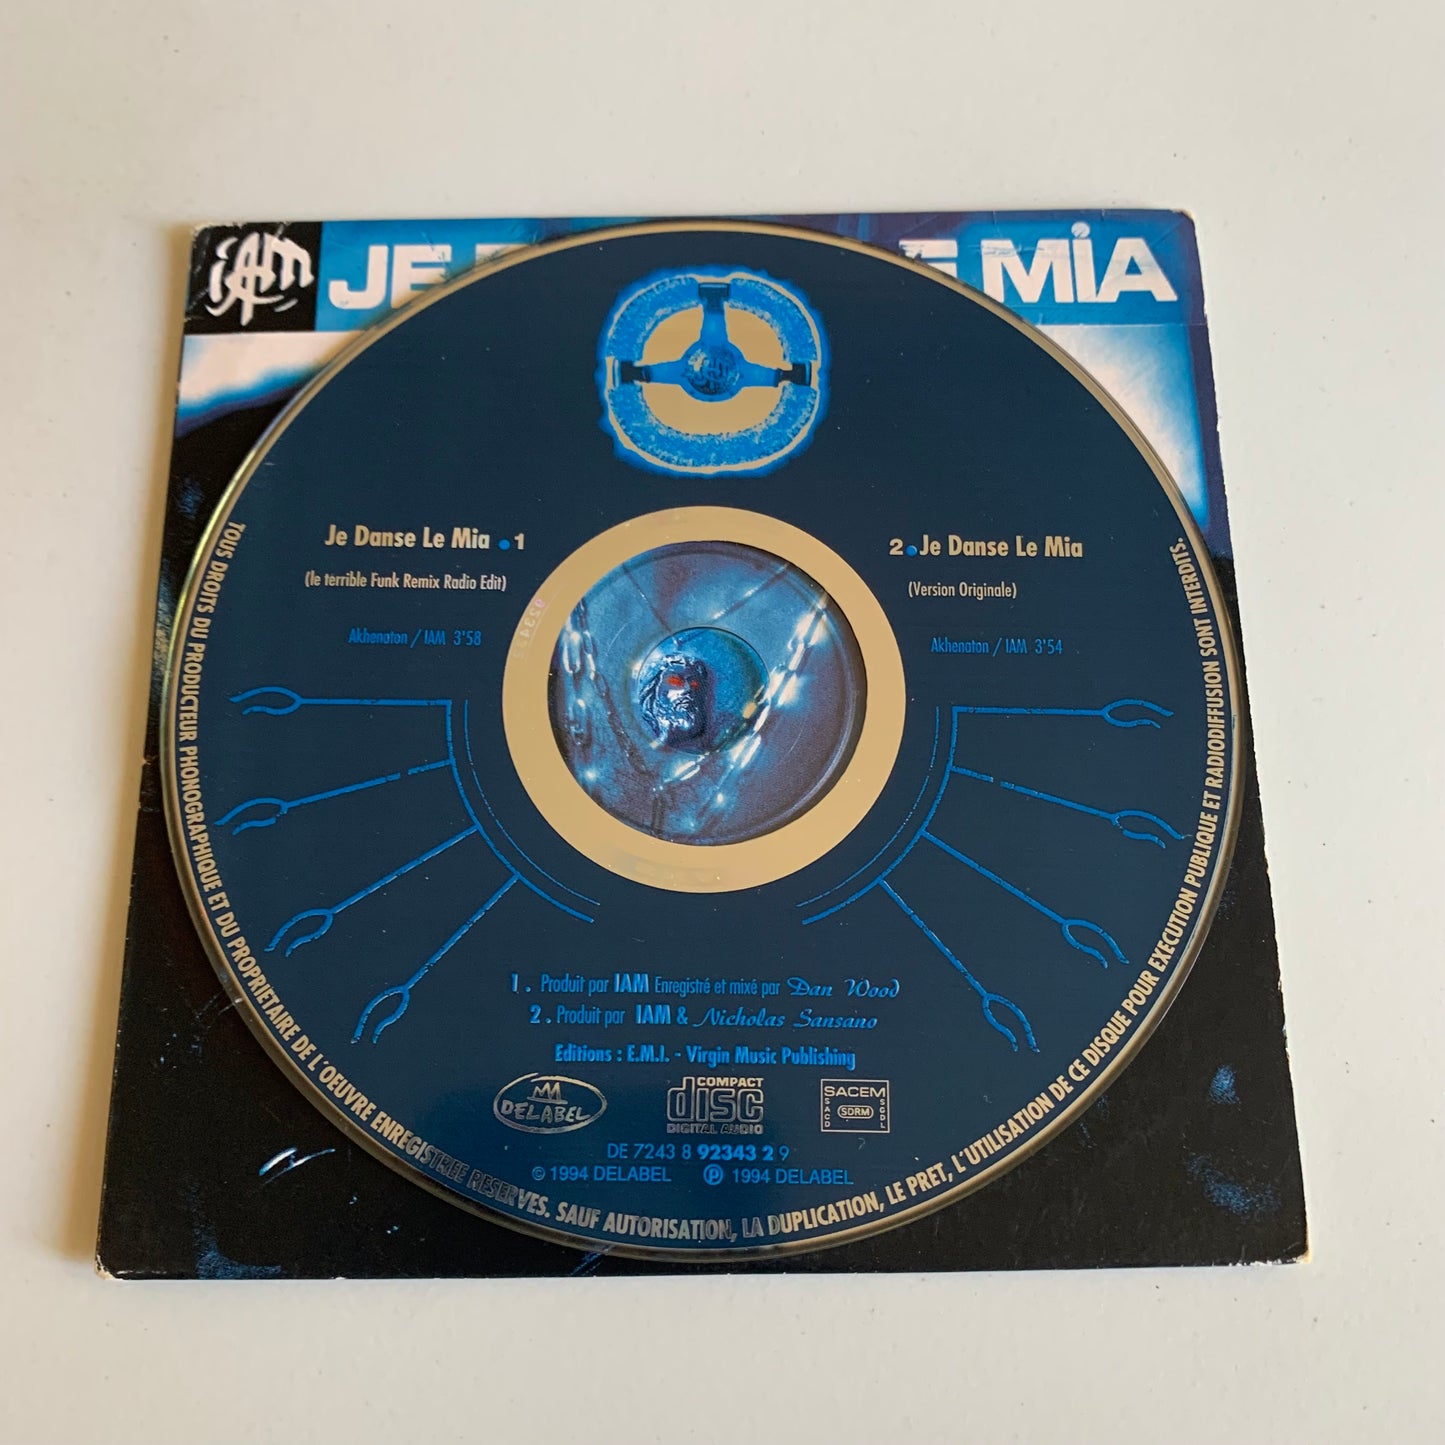 iAM
JE
LE MiA
Je Danse Le Mia • 1
(le terrible Funk Remix Radio Edit)
Akhenaton / IAM 3'58
2 • Je Danse Le Mia
(Version Originale)
Akhenaton / IAM 3'54
1 . Produit par IAM Enregistré et mixé par Dan Wood
2 . Produit par IAM & Nicholas Sansano
Editions : E.M.I. - Virgin Music Publishing
DELABEL
COMPACT
disc
DIGITAL AUDIO
SACEM
SACD
SDRM
SGDL
DE 7243 8 92343 2 9
© 1994 DELABEL ℗ 1994 DELABEL
TOUS DROITS DU PRODUCTEUR PHONOGRAPHIQUE ET DU PROPRIETAIRE DE L'OEUVRE ENREGISTREE RESERVES. SAUF AUTORISATION, LA DUPLICATION, LE PRET, L'UTILISATION DE CE DISQUE POUR EXECUTION PUBLIQUE ET RADIODIFFUSION SONT INTERDITS.